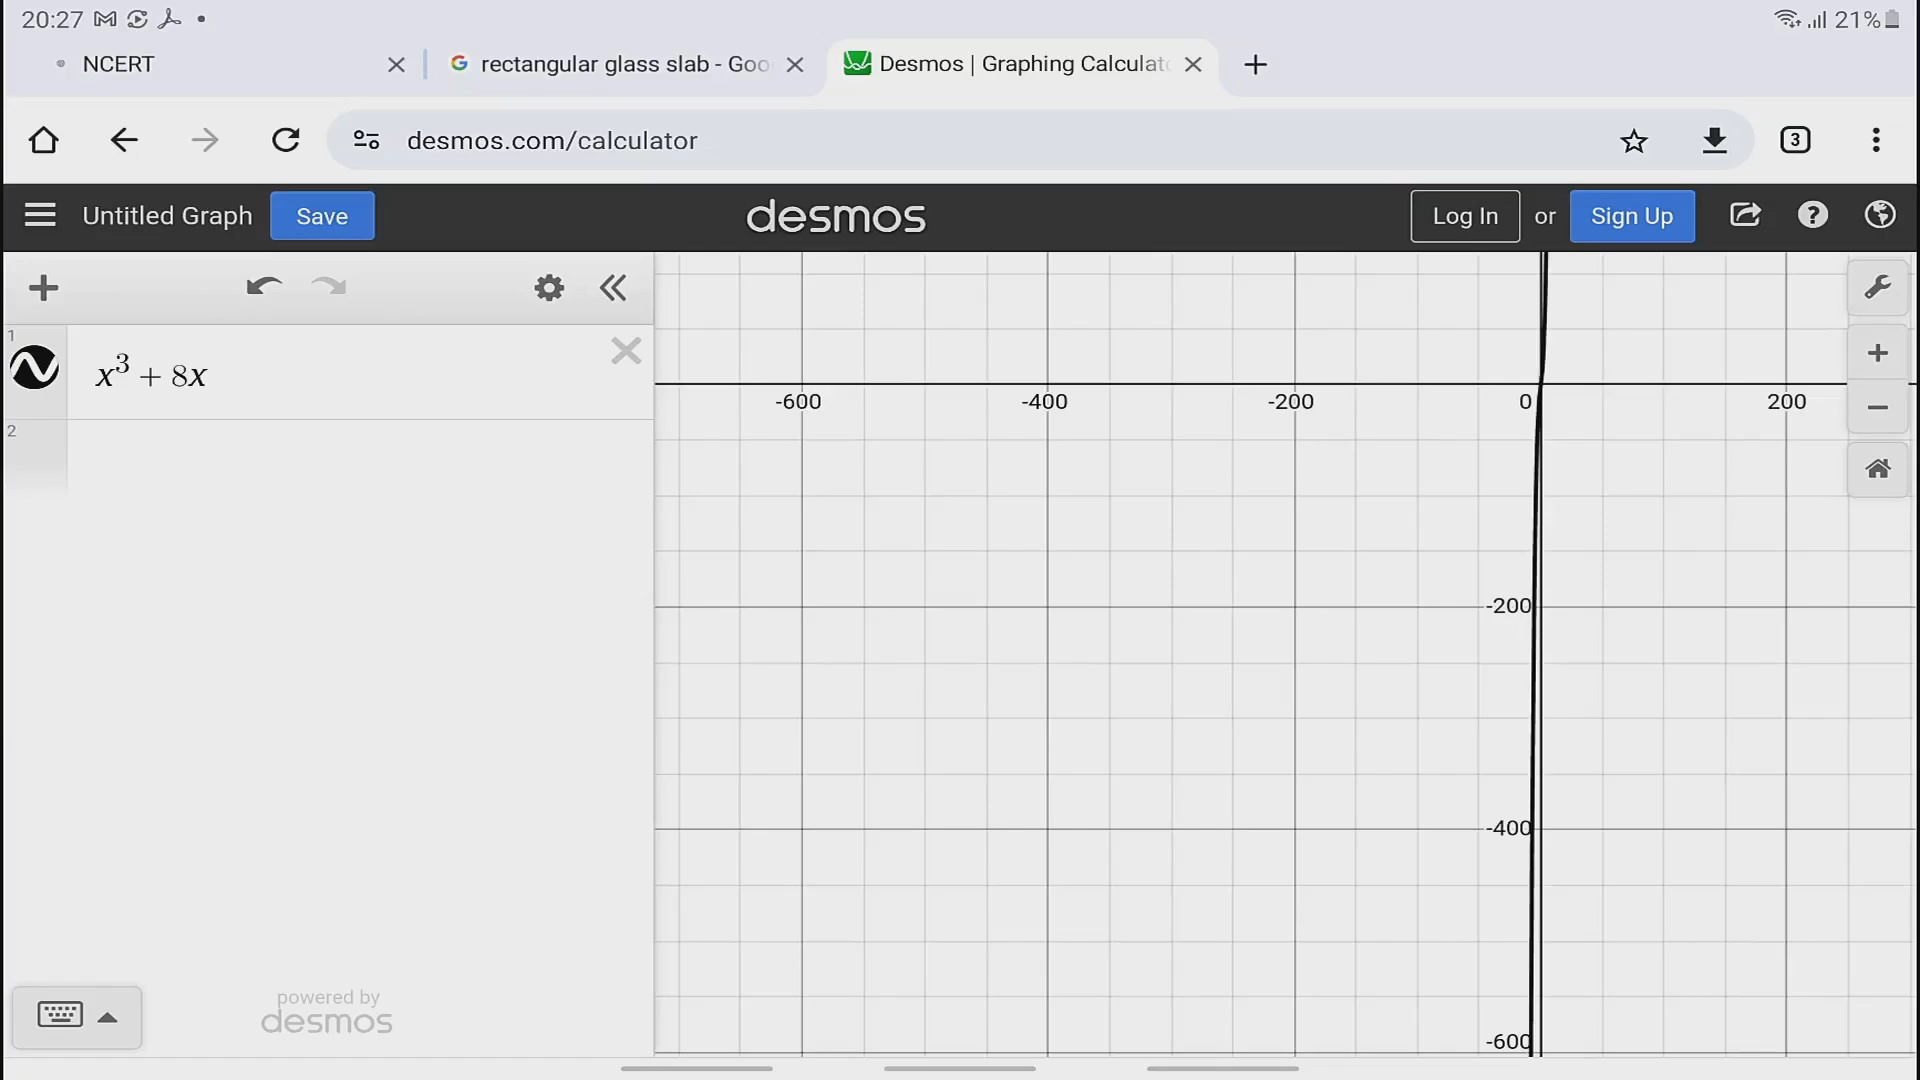 20:27
21%
NCERT
rectangular glass slab - Goo
Desmos | Graphing Calculat
desmos.com/calculator
3
Untitled Graph
Save
desmos
Log In or Sign Up
1
x³ + 8x
2
-600 -400 -200 0 200
-200
-400
-600
powered by
desmos